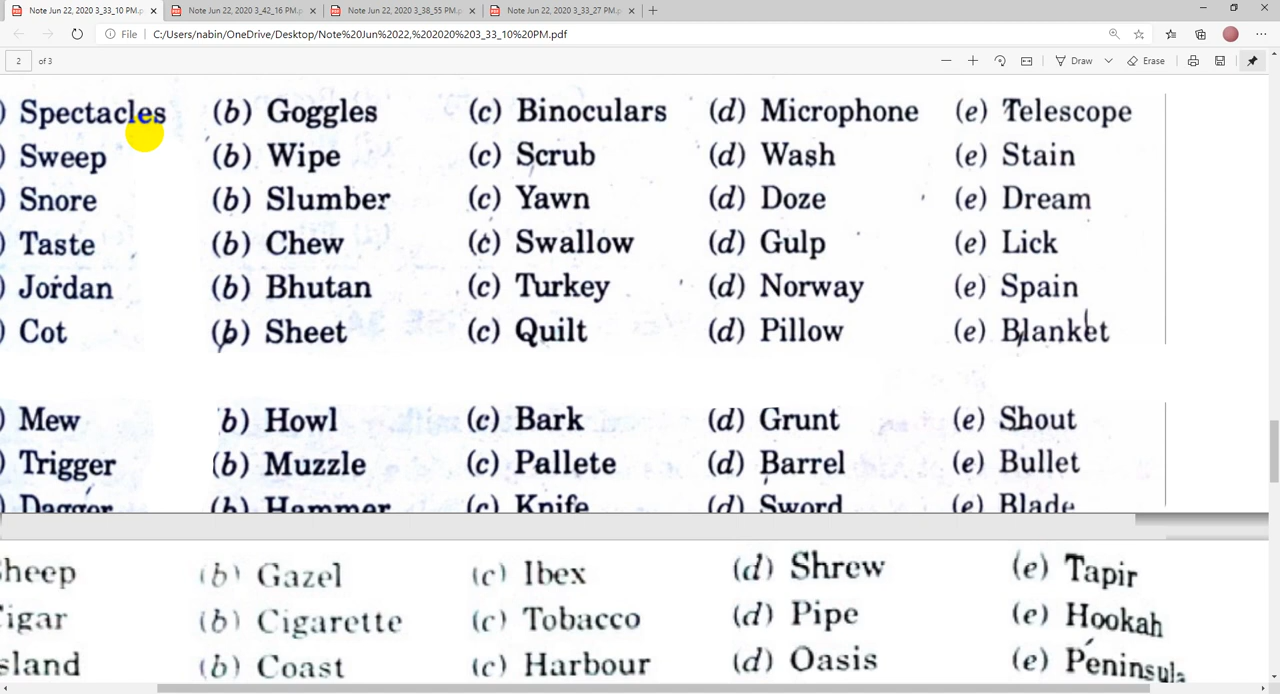 Note Jun 22, 2020 3_33_10 PM.p Note Jun 22, 2020 3_42_16 PM.p Note Jun 22, 2020 3_38_55 PM.p Note Jun 22, 2020 3_33_27 PM.p
File C:/Users/nabin/OneDrive/Desktop/Note%20Jun%2022,%202020%203_33_10%20PM.pdf
2 of 3 Draw Erase
) Spectacles (b) Goggles (c) Binoculars (d) Microphone (e) Telescope
) Sweep (b) Wipe (c) Scrub (d) Wash (e) Stain
) Snore (b) Slumber (c) Yawn (d) Doze (e) Dream
) Taste (b) Chew (c) Swallow (d) Gulp (e) Lick
) Jordan (b) Bhutan (c) Turkey (d) Norway (e) Spain
) Cot (b) Sheet (c) Quilt (d) Pillow (e) Blanket
) Mew b) Howl (c) Bark (d) Grunt (e) Shout
) Trigger (b) Muzzle (c) Pallete (d) Barrel (e) Bullet
) Dagger (b) Hammer (c) Knife (d) Sword (e) Blade
heep (b) Gazel (c) Ibex (d) Shrew (e) Tapir
igar (b) Cigarette (c) Tobacco (d) Pipe (e) Hookah
sland (b) Coast (c) Harbour (d) Oasis (e) Peninsula